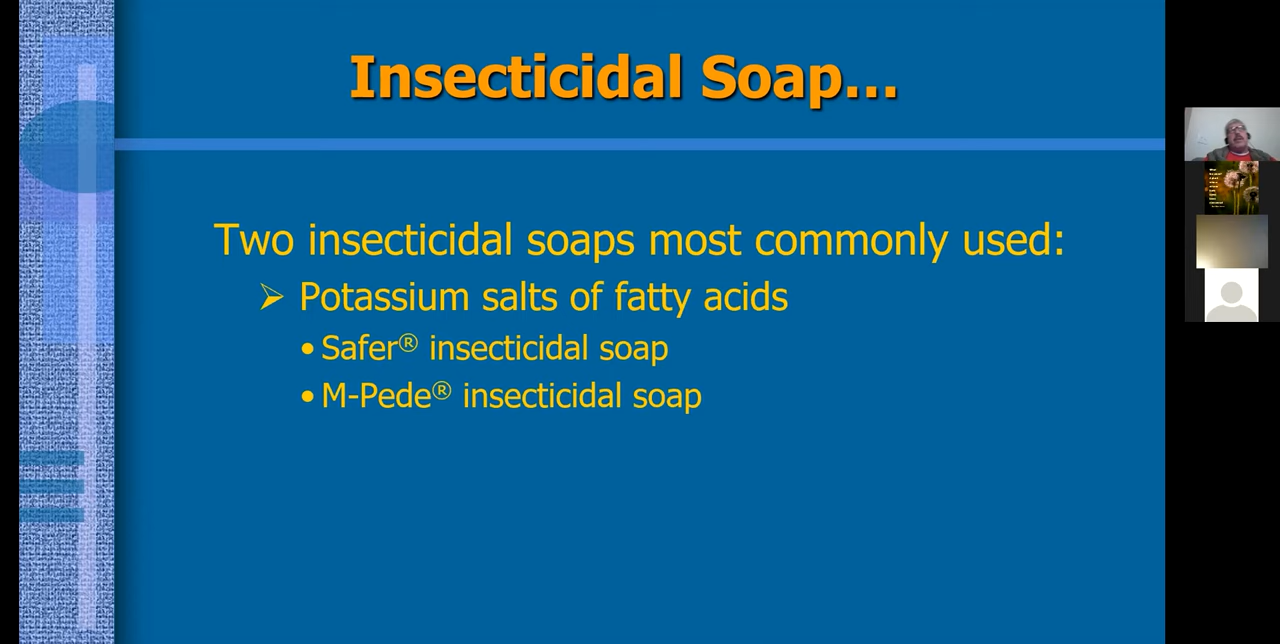 Insecticidal Soap…
Two insecticidal soaps most commonly used:
➢ Potassium salts of fatty acids
• Safer® insecticidal soap
• M-Pede® insecticidal soap